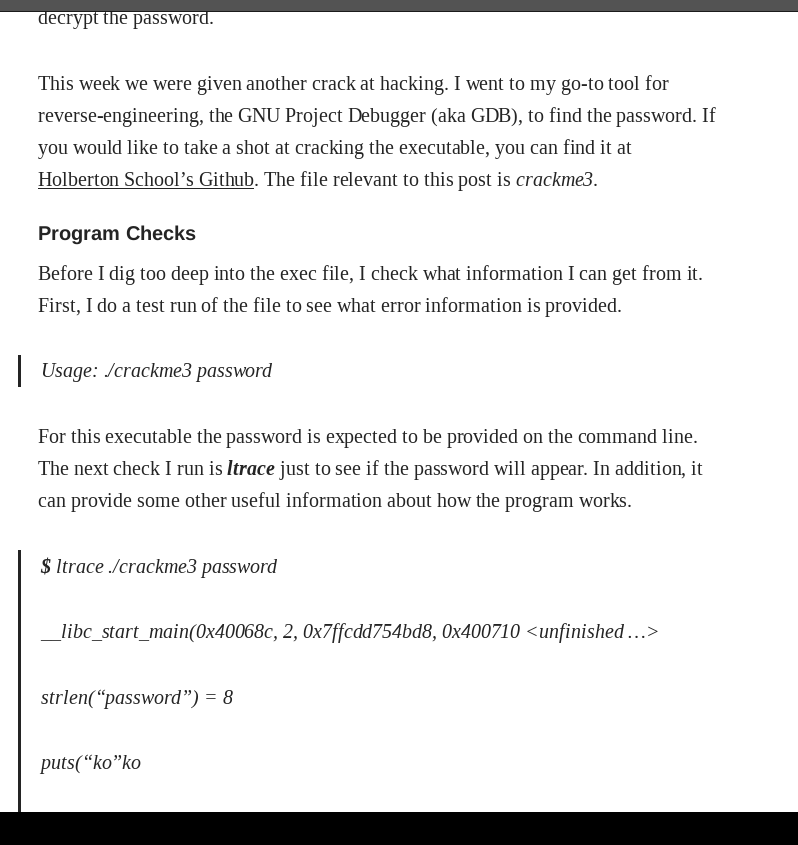 decrypt the password.
This week we were given another crack at hacking. I went to my go-to tool for
reverse-engineering, the GNU Project Debugger (aka GDB), to find the password. If
you would like to take a shot at cracking the executable, you can find it at
Holberton School’s Github. The file relevant to this post is crackme3.
Program Checks
Before I dig too deep into the exec file, I check what information I can get from it.
First, I do a test run of the file to see what error information is provided.
Usage: ./crackme3 password
For this executable the password is expected to be provided on the command line.
The next check I run is ltrace just to see if the password will appear. In addition, it
can provide some other useful information about how the program works.
$ ltrace ./crackme3 password
__libc_start_main(0x40068c, 2, 0x7ffcdd754bd8, 0x400710 <unfinished …>
strlen(“password”) = 8
puts(“ko”ko